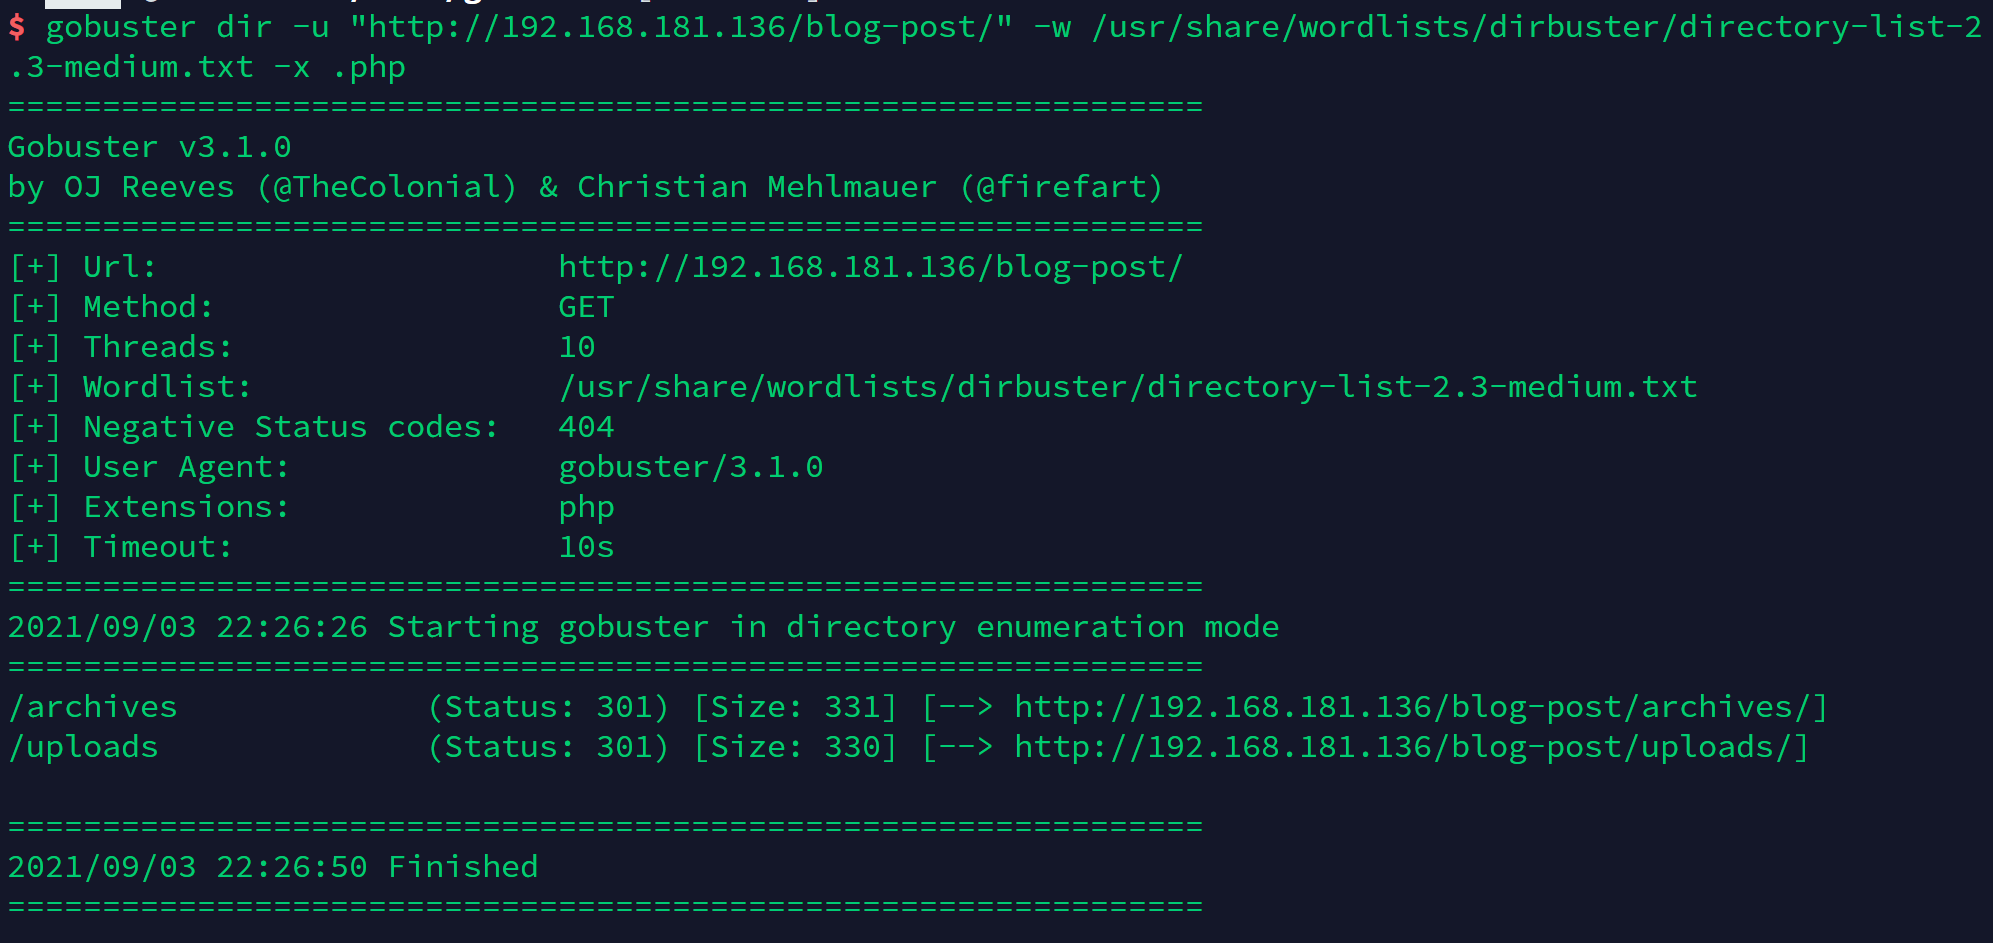 $ gobuster dir -u "http://192.168.181.136/blog-post/" -w /usr/share/wordlists/dirbuster/directory-list-2
.3-medium.txt -x .php
===============================================================
Gobuster v3.1.0
by OJ Reeves (@TheColonial) & Christian Mehlmauer (@firefart)
===============================================================
[+] Url:                     http://192.168.181.136/blog-post/
[+] Method:                  GET
[+] Threads:                 10
[+] Wordlist:                /usr/share/wordlists/dirbuster/directory-list-2.3-medium.txt
[+] Negative Status codes:   404
[+] User Agent:              gobuster/3.1.0
[+] Extensions:              php
[+] Timeout:                 10s
===============================================================
2021/09/03 22:26:26 Starting gobuster in directory enumeration mode
===============================================================
/archives             (Status: 301) [Size: 331] [--> http://192.168.181.136/blog-post/archives/]
/uploads              (Status: 301) [Size: 330] [--> http://192.168.181.136/blog-post/uploads/]

===============================================================
2021/09/03 22:26:50 Finished
===============================================================